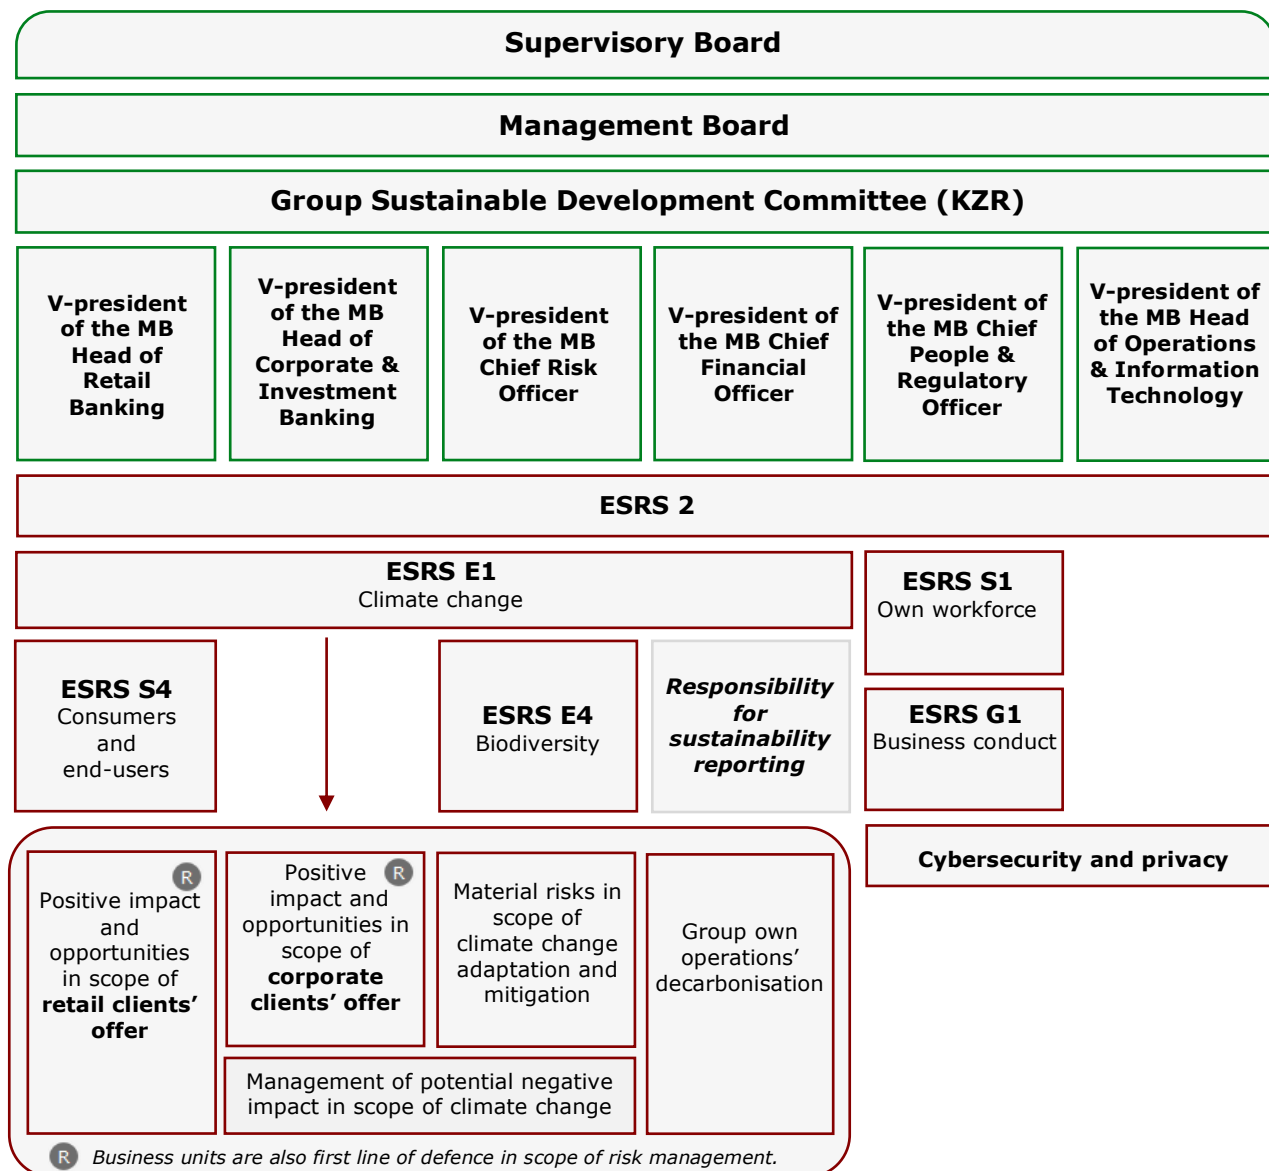 Supervisory Board
Management Board
Group Sustainable Development Committee (KZR)
V-president
of the MB
Head of
Retail
Banking
V-president
of the MB
Head of
Corporate &
Investment
Banking
V-president
of the MB
Chief Risk
Officer
V-president of
the MB Chief
Financial
Officer
V-president of
the MB Chief
People &
Regulatory
Officer
V-president of
the MB Head
of Operations
& Information
Technology
ESRS 2
ESRS E1
Climate change
ESRS S1
Own workforce
ESRS S4
Consumers
and
end-users
ESRS E4
Biodiversity
Responsibility
for
sustainability
reporting
ESRS G1
Business conduct
Cybersecurity and privacy
R
Positive impact
and
opportunities
in scope of
retail clients’
offer
Positive R
impact and
opportunities in
scope of
corporate
clients’ offer
Material risks in
scope of
climate change
adaptation and
mitigation
Group own
operations’
decarbonisation
Management of potential negative
impact in scope of climate change
R Business units are also first line of defence in scope of risk management.